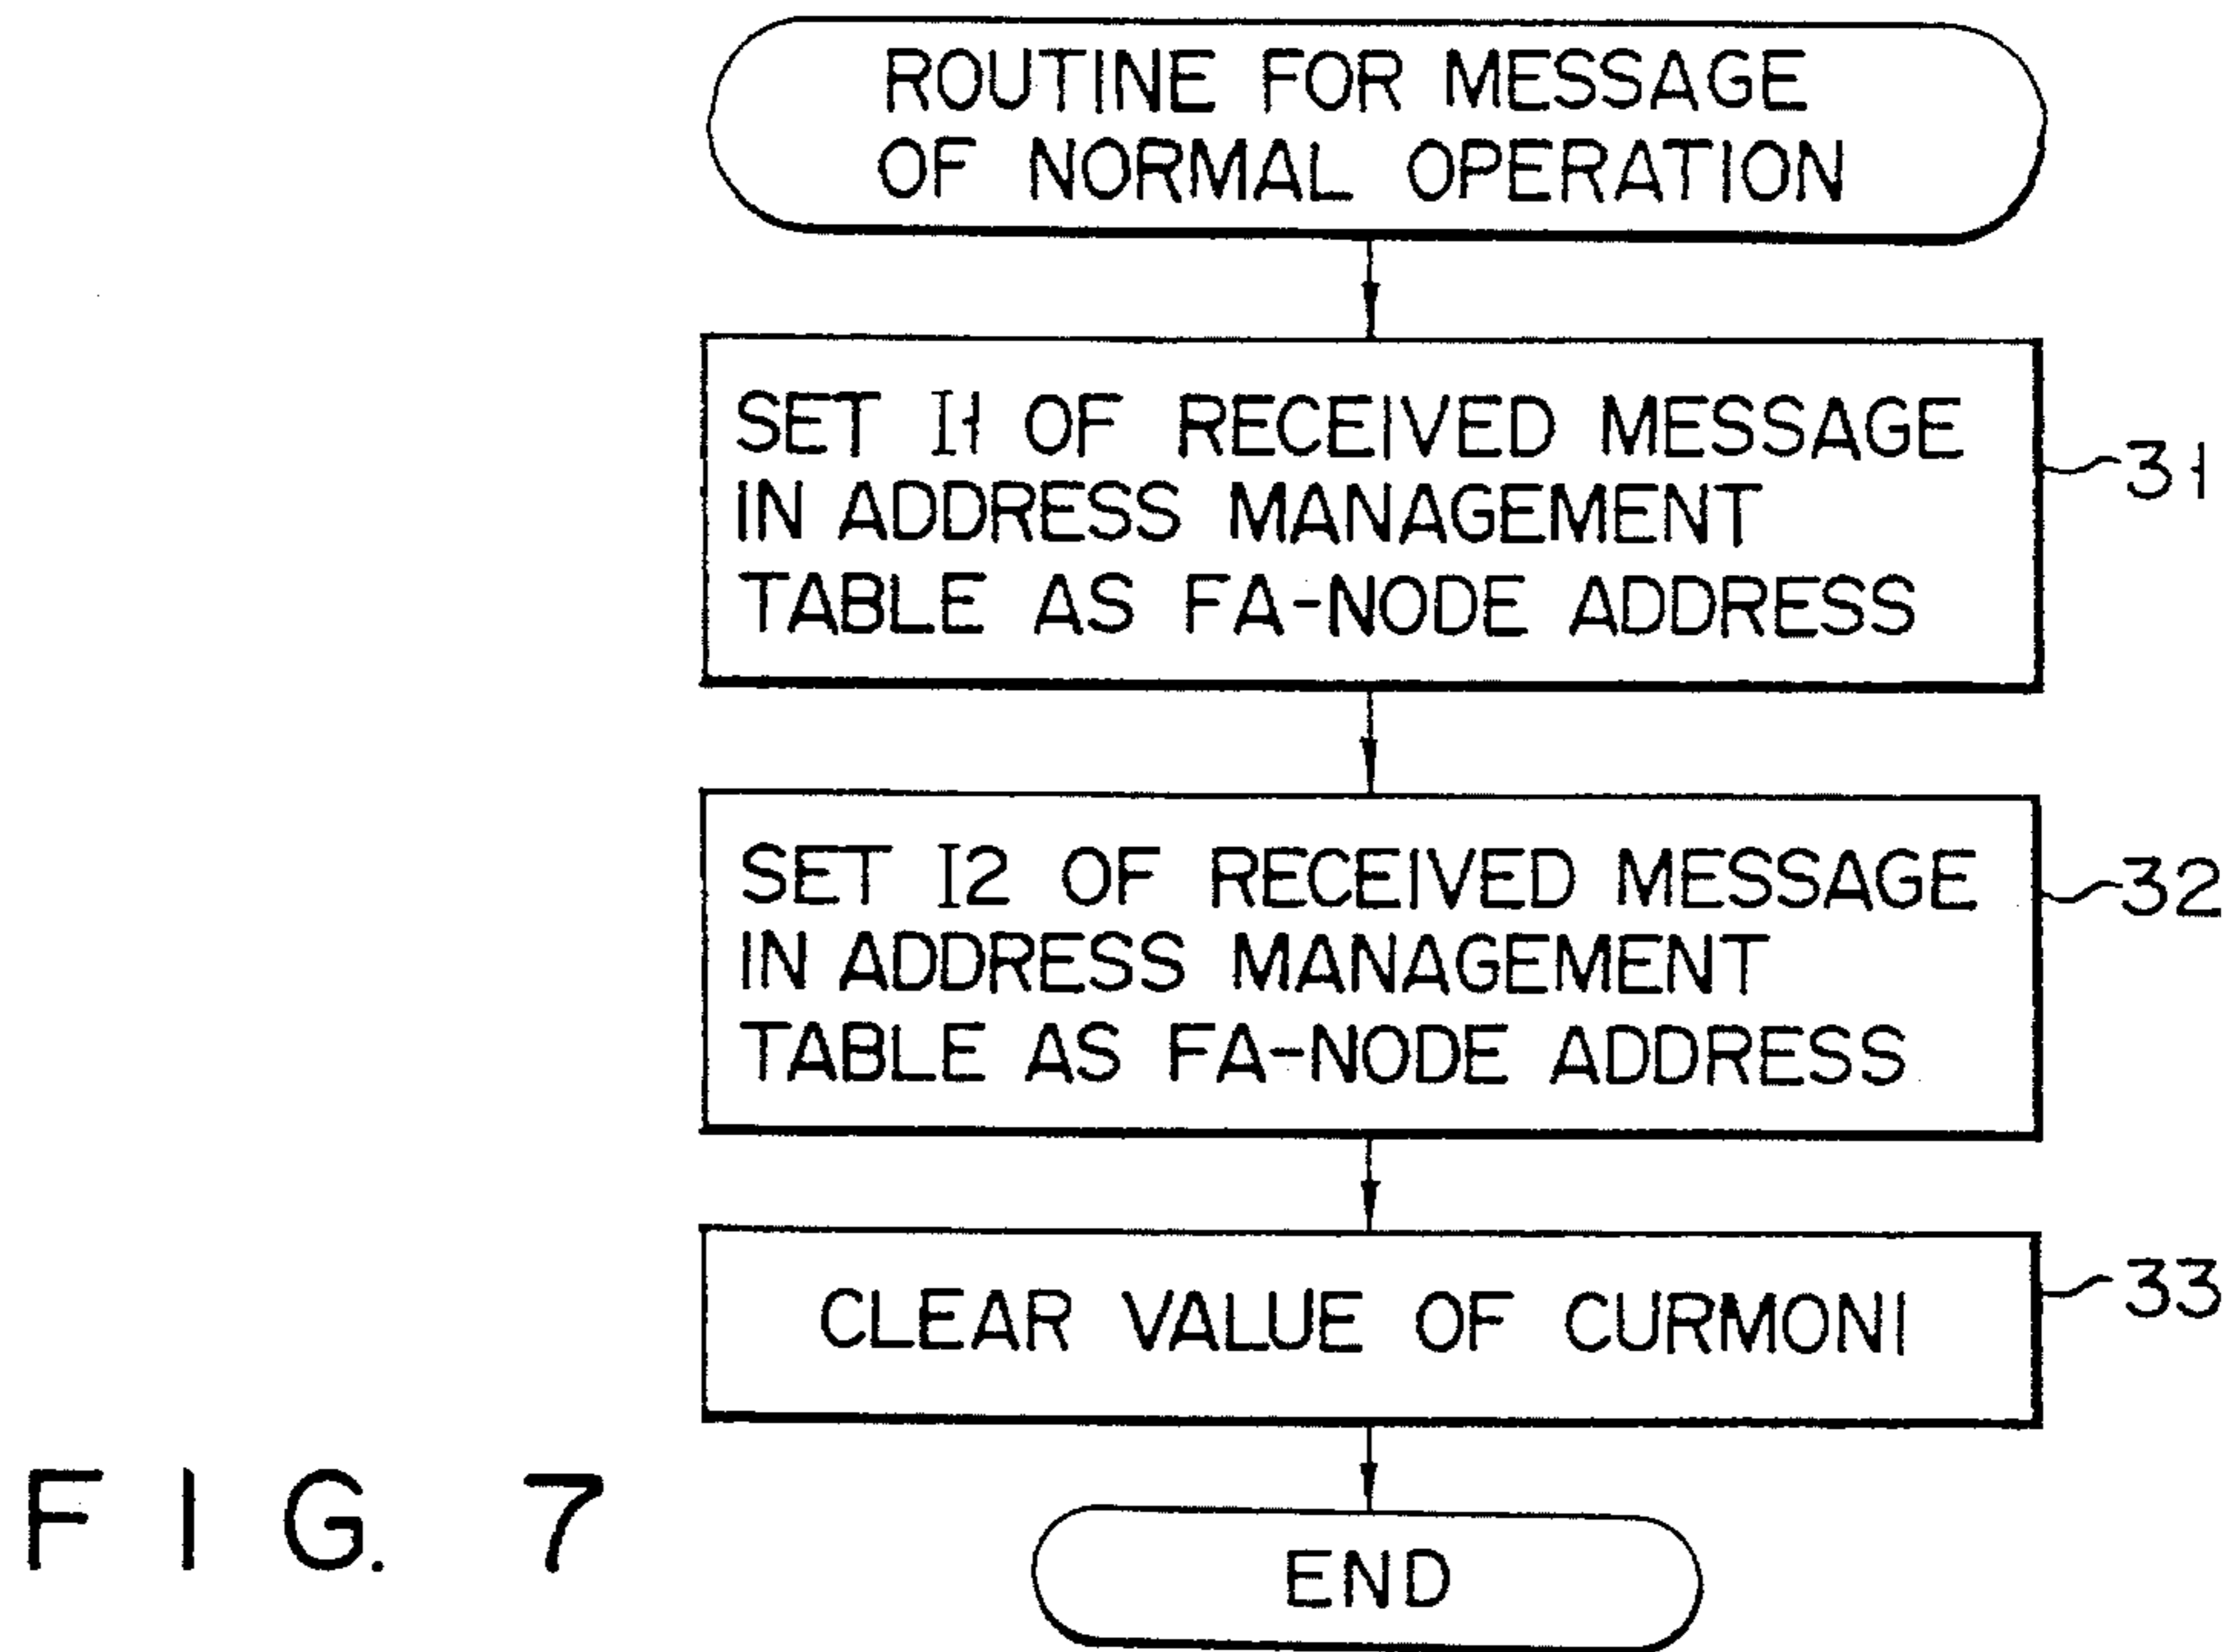 ROUTINE FOR MESSAGE
OF NORMAL OPERATION
SET I1 OF RECEIVED MESSAGE
IN ADDRESS MANAGEMENT
TABLE AS FA-NODE ADDRESS
31
SET I2 OF RECEIVED MESSAGE
IN ADDRESS MANAGEMENT
TABLE AS FA-NODE ADDRESS
32
CLEAR VALUE OF CURMONI
33
END
FIG. 7